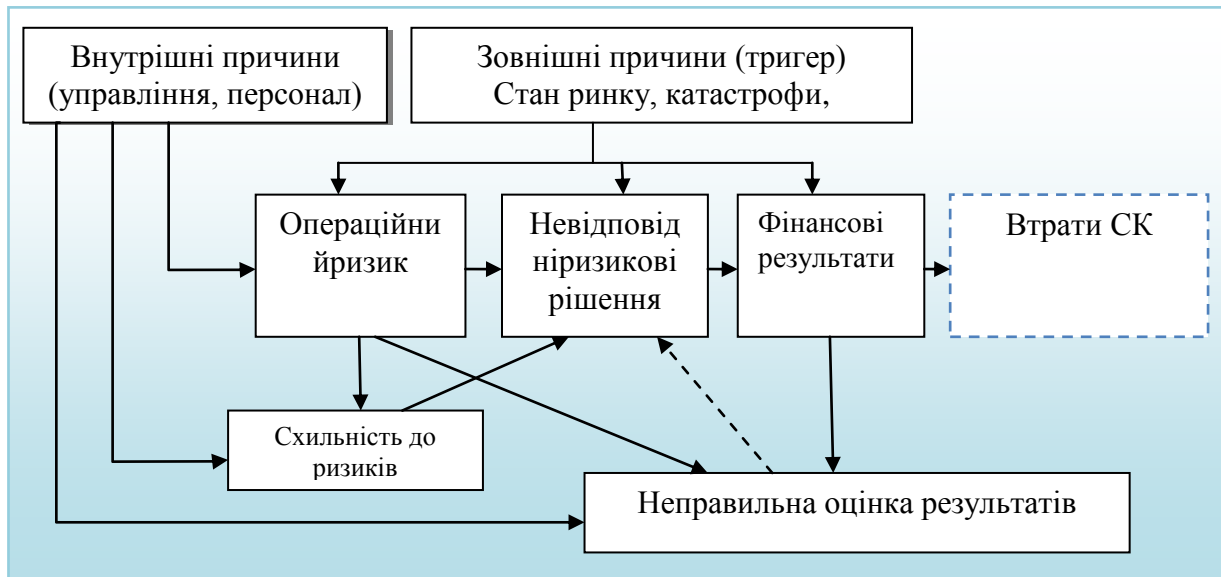 Внутрішні причини
(управління, персонал)
Зовнішні причини (тригер)
Стан ринку, катастрофи,
Операційни
йризик
Невідповід
ніризикові
рішення
Фінансові
результати
Втрати СК
Схильність до
ризиків
Неправильна оцінка результатів